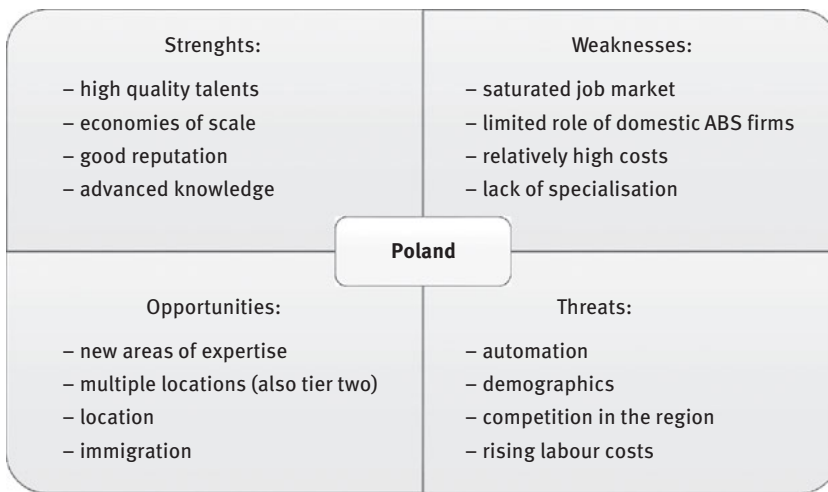 Strenghts:
– high quality talents
– economies of scale
– good reputation
– advanced knowledge
Weaknesses:
– saturated job market
– limited role of domestic ABS firms
– relatively high costs
– lack of specialisation
Poland
Opportunities:
– new areas of expertise
– multiple locations (also tier two)
– location
– immigration
Threats:
– automation
– demographics
– competition in the region
– rising labour costs